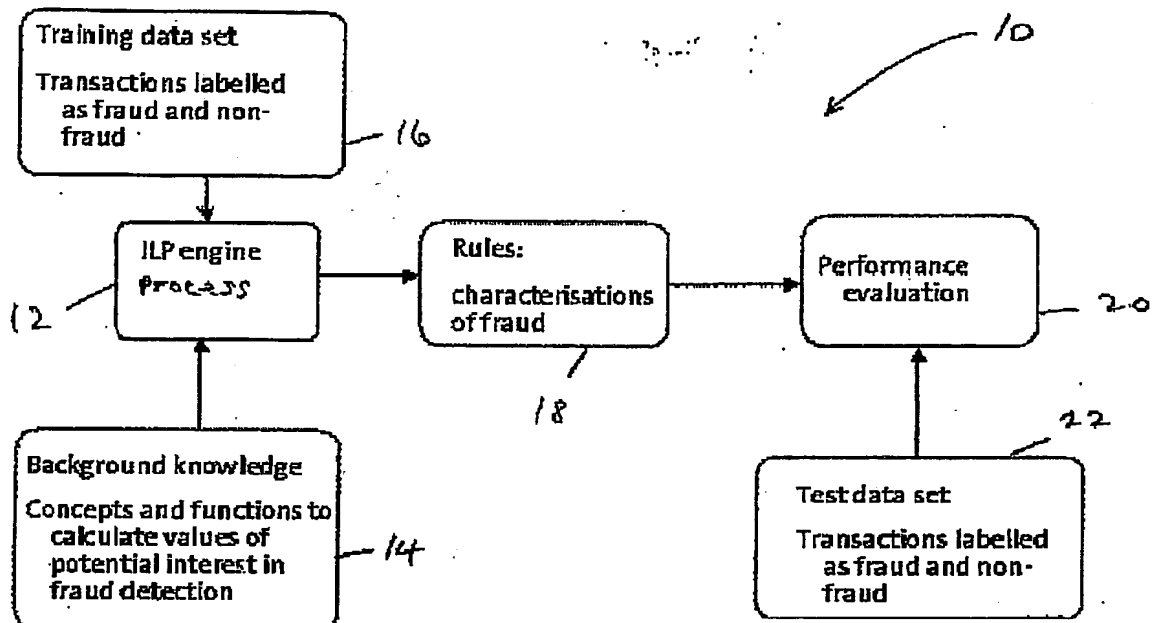 Training data set
Transactions labelled
as fraud and non-
fraud
16
10
ILP engine
Process
12
Rules:
characterisations
of fraud
18
Performance
evaluation
20
Background knowledge
Concepts and functions to
calculate values of
potential interest in
fraud detection
14
22
Test data set
Transactions labelled
as fraud and non-
fraud